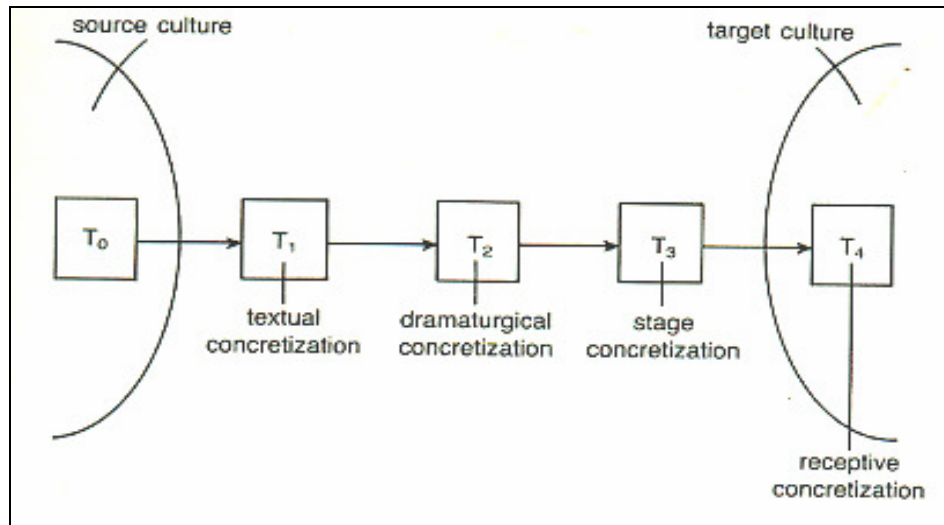 source culture
target culture
T₀
T₁
T₂
T₃
T₄
textual
concretization
dramaturgical
concretization
stage
concretization
receptive
concretization